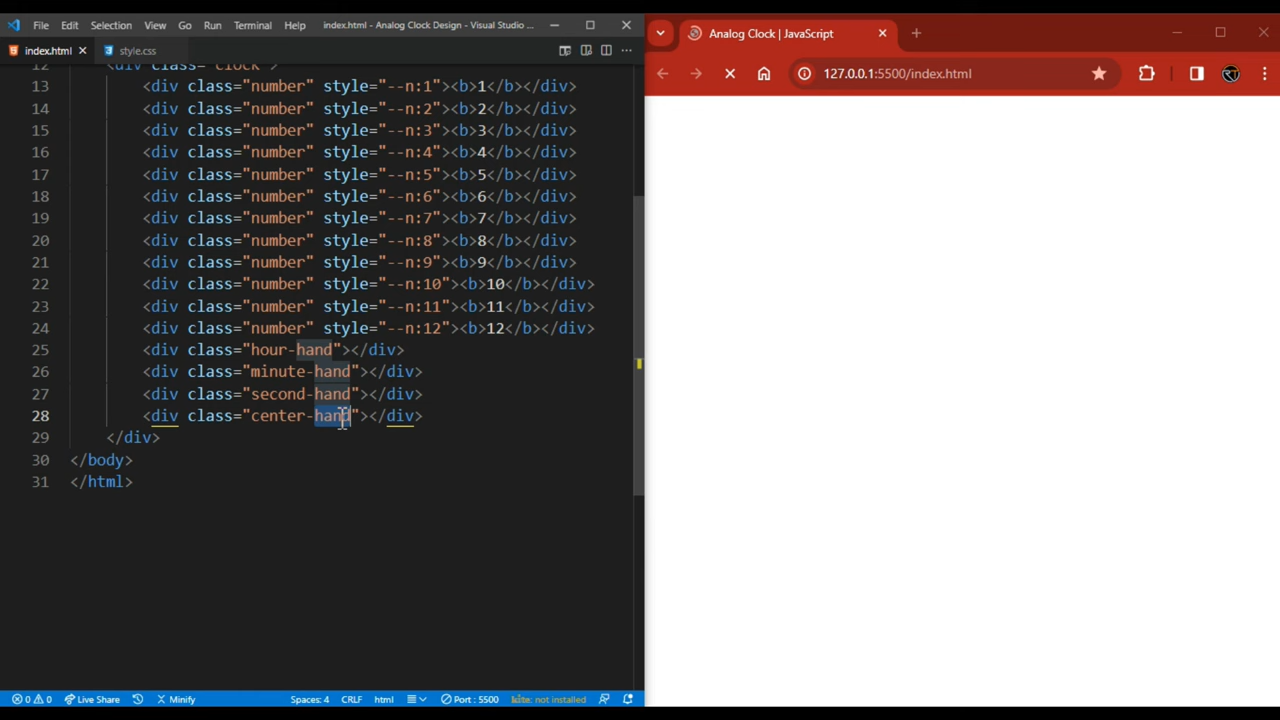 File Edit Selection View Go Run Terminal Help index.html - Analog Clock Design - Visual Studio ...
index.html style.css
12 <div class="clock">
13 <div class="number" style="--n:1"><b>1</b></div>
14 <div class="number" style="--n:2"><b>2</b></div>
15 <div class="number" style="--n:3"><b>3</b></div>
16 <div class="number" style="--n:4"><b>4</b></div>
17 <div class="number" style="--n:5"><b>5</b></div>
18 <div class="number" style="--n:6"><b>6</b></div>
19 <div class="number" style="--n:7"><b>7</b></div>
20 <div class="number" style="--n:8"><b>8</b></div>
21 <div class="number" style="--n:9"><b>9</b></div>
22 <div class="number" style="--n:10"><b>10</b></div>
23 <div class="number" style="--n:11"><b>11</b></div>
24 <div class="number" style="--n:12"><b>12</b></div>
25 <div class="hour-hand"></div>
26 <div class="minute-hand"></div>
27 <div class="second-hand"></div>
28 <div class="center-hand"></div>
29 </div>
30 </body>
31 </html>
0 0 Live Share Minify Spaces: 4 CRLF html Port : 5500 kite: not installed
Analog Clock | JavaScript
127.0.0.1:5500/index.html